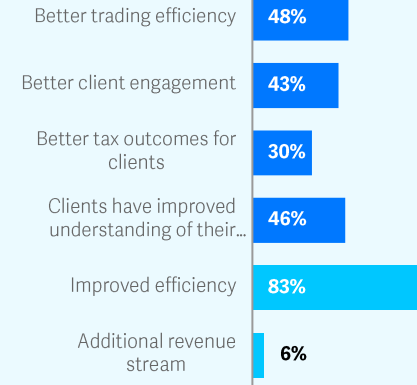 Better trading efficiency 48%
Better client engagement 43%
Better tax outcomes for
clients
30%
Clients have improved
understanding of their...
46%
Improved efficiency 83%
Additional revenue
stream
6%